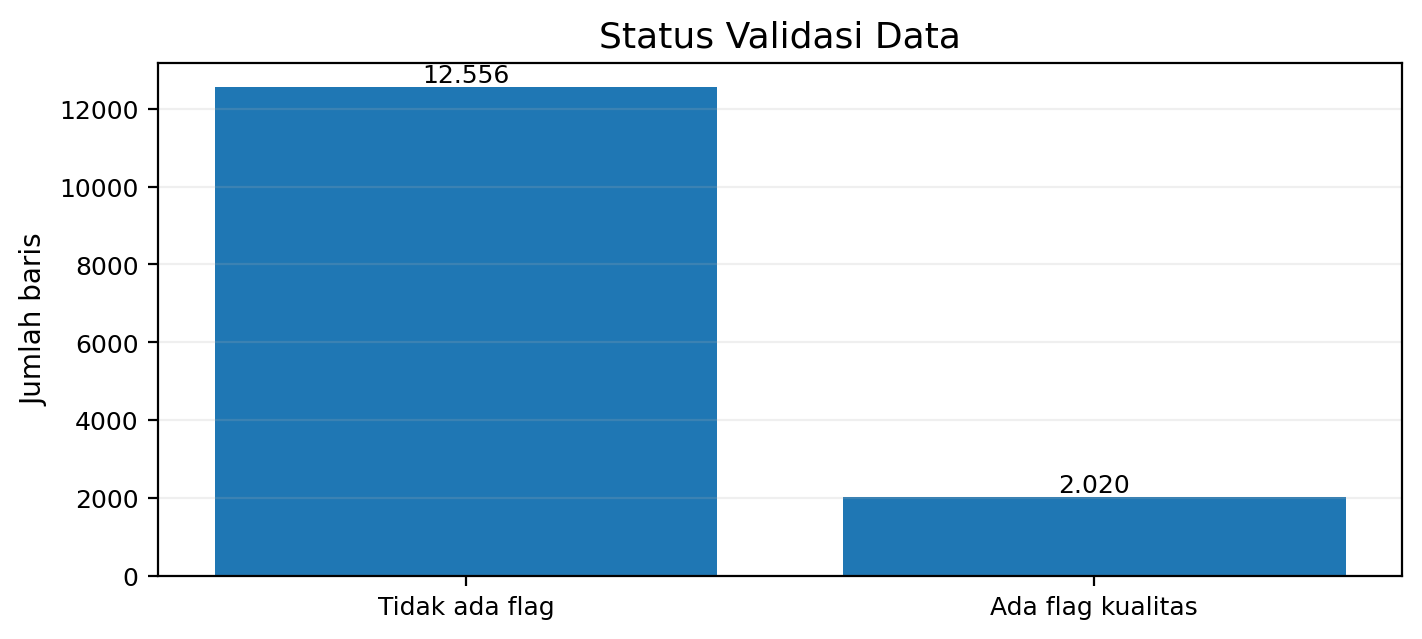 Status Validasi Data
12.556
12000
10000
8000
6000
4000
2000
0
Jumlah baris
2.020
Tidak ada flag
Ada flag kualitas